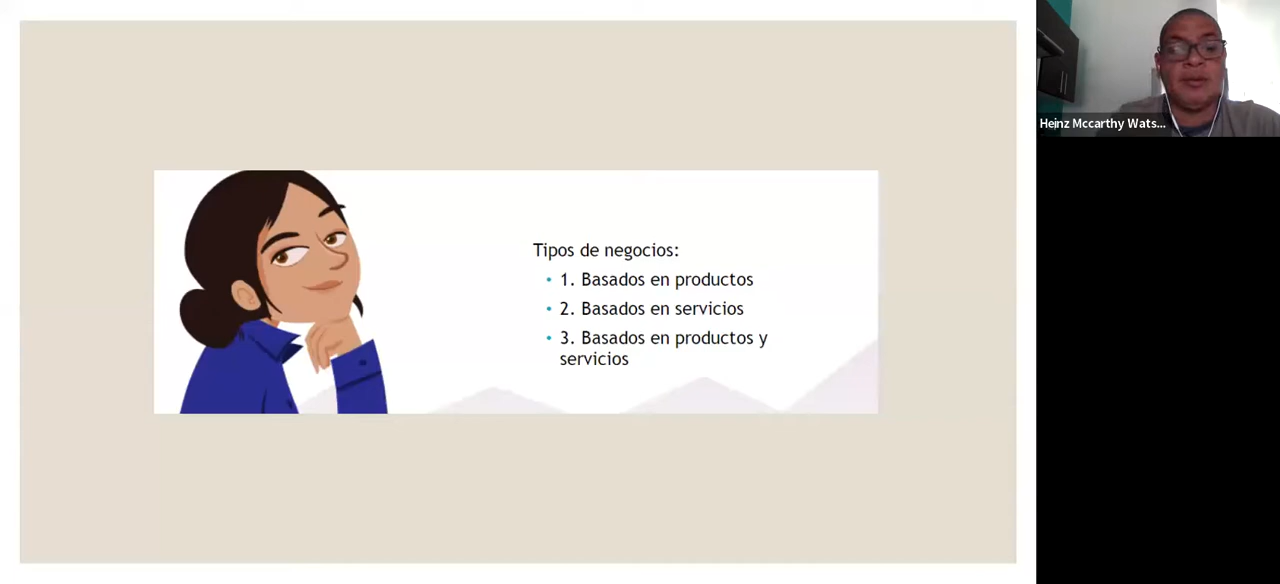 Tipos de negocios:
• 1. Basados en productos
• 2. Basados en servicios
• 3. Basados en productos y
servicios
Heinz Mccarthy Wats...